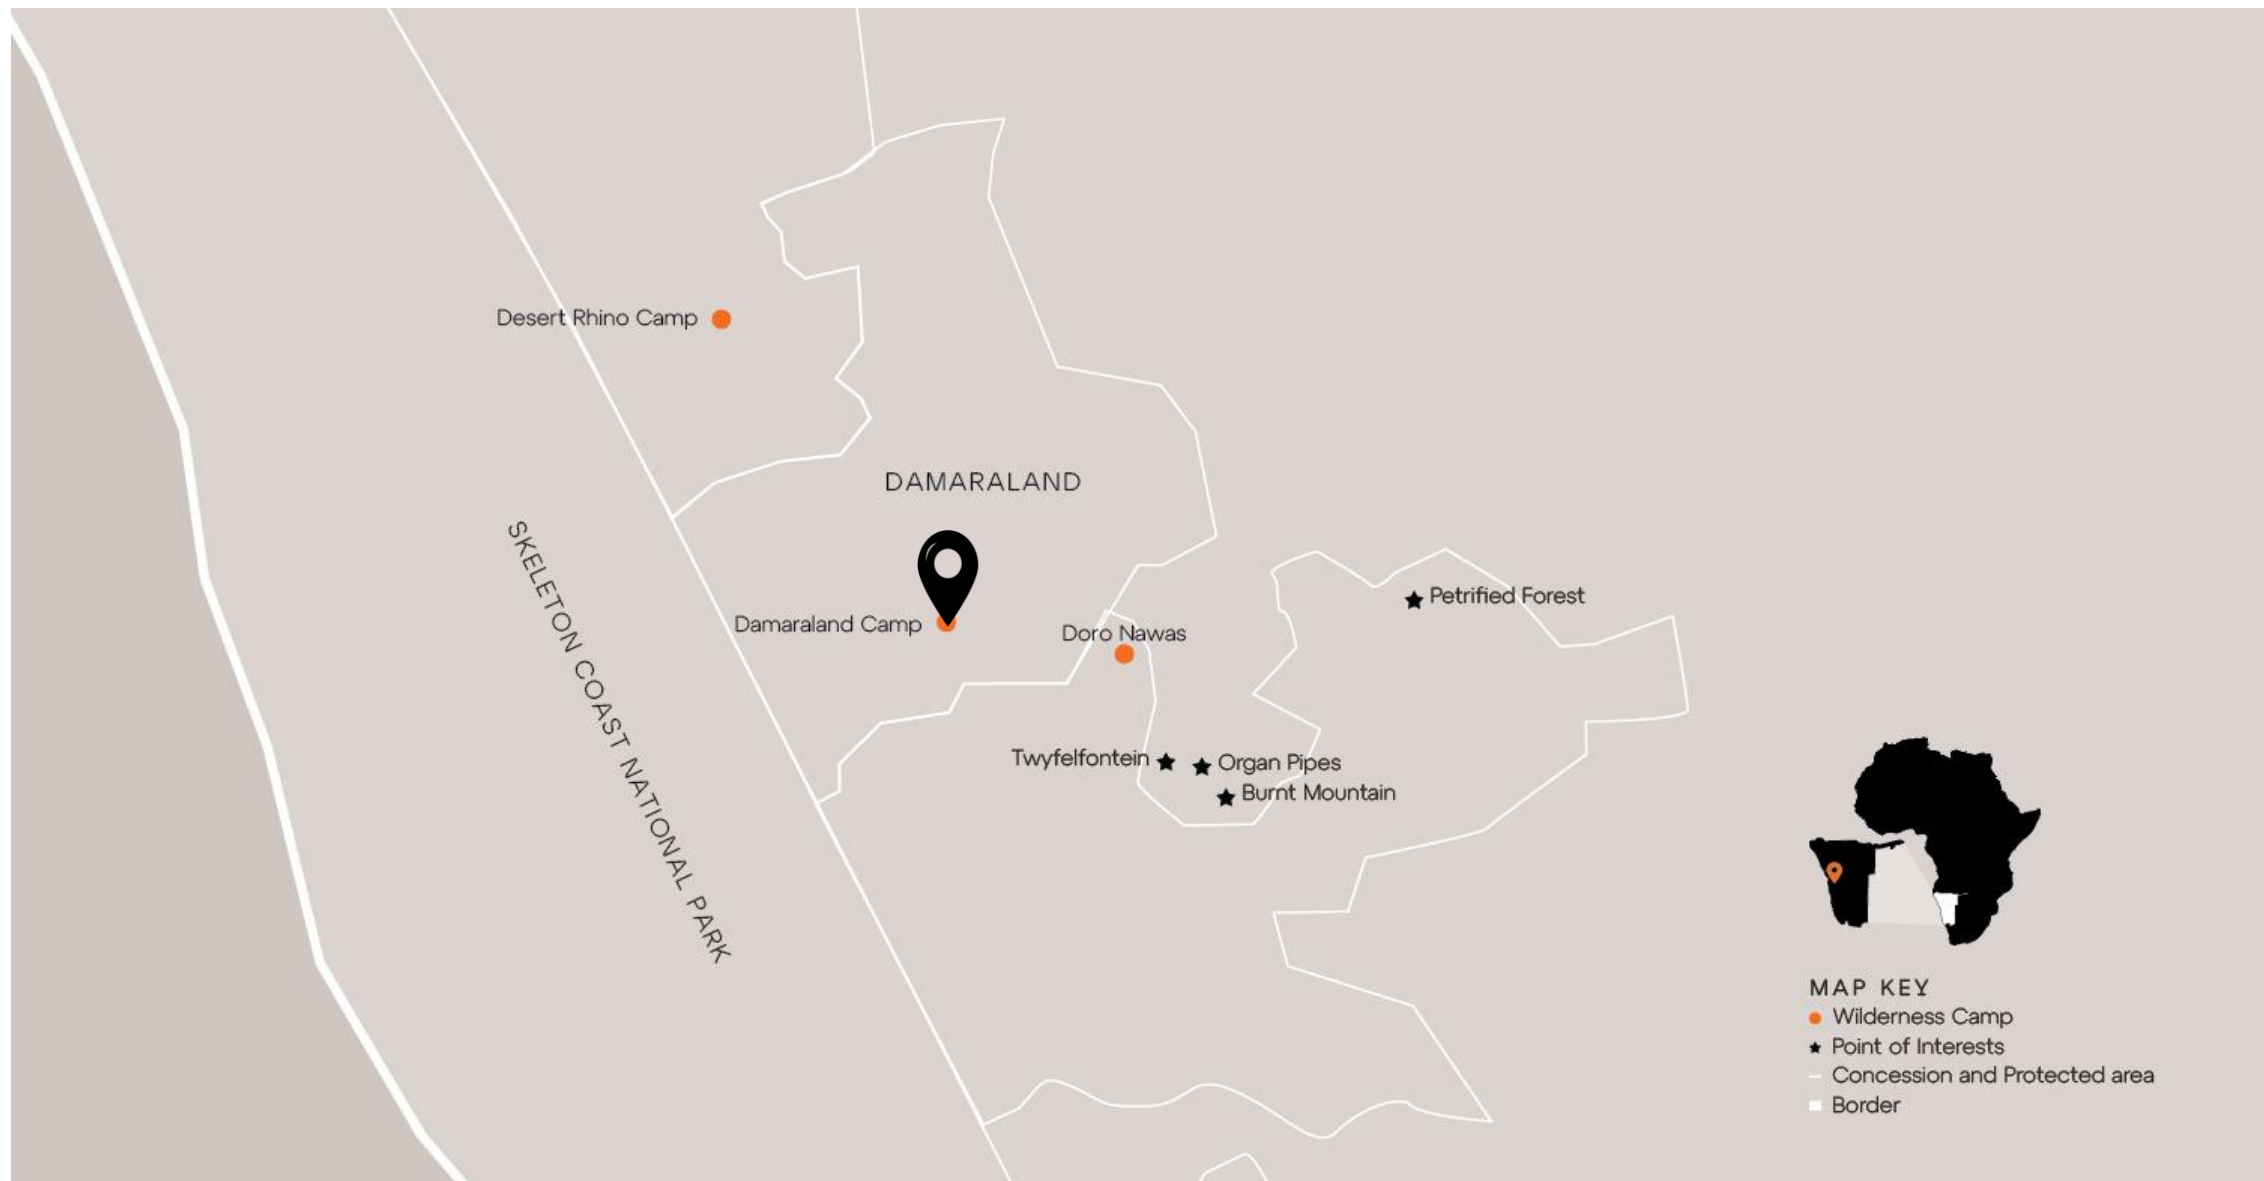 Desert Rhino Camp
DAMARALAND
SKELETON COAST NATIONAL PARK
Damaraland Camp
Doro Nawas
Petrified Forest
Twyfelfontein
Organ Pipes
Burnt Mountain
MAP KEY
Wilderness Camp
Point of Interests
Concession and Protected area
Border